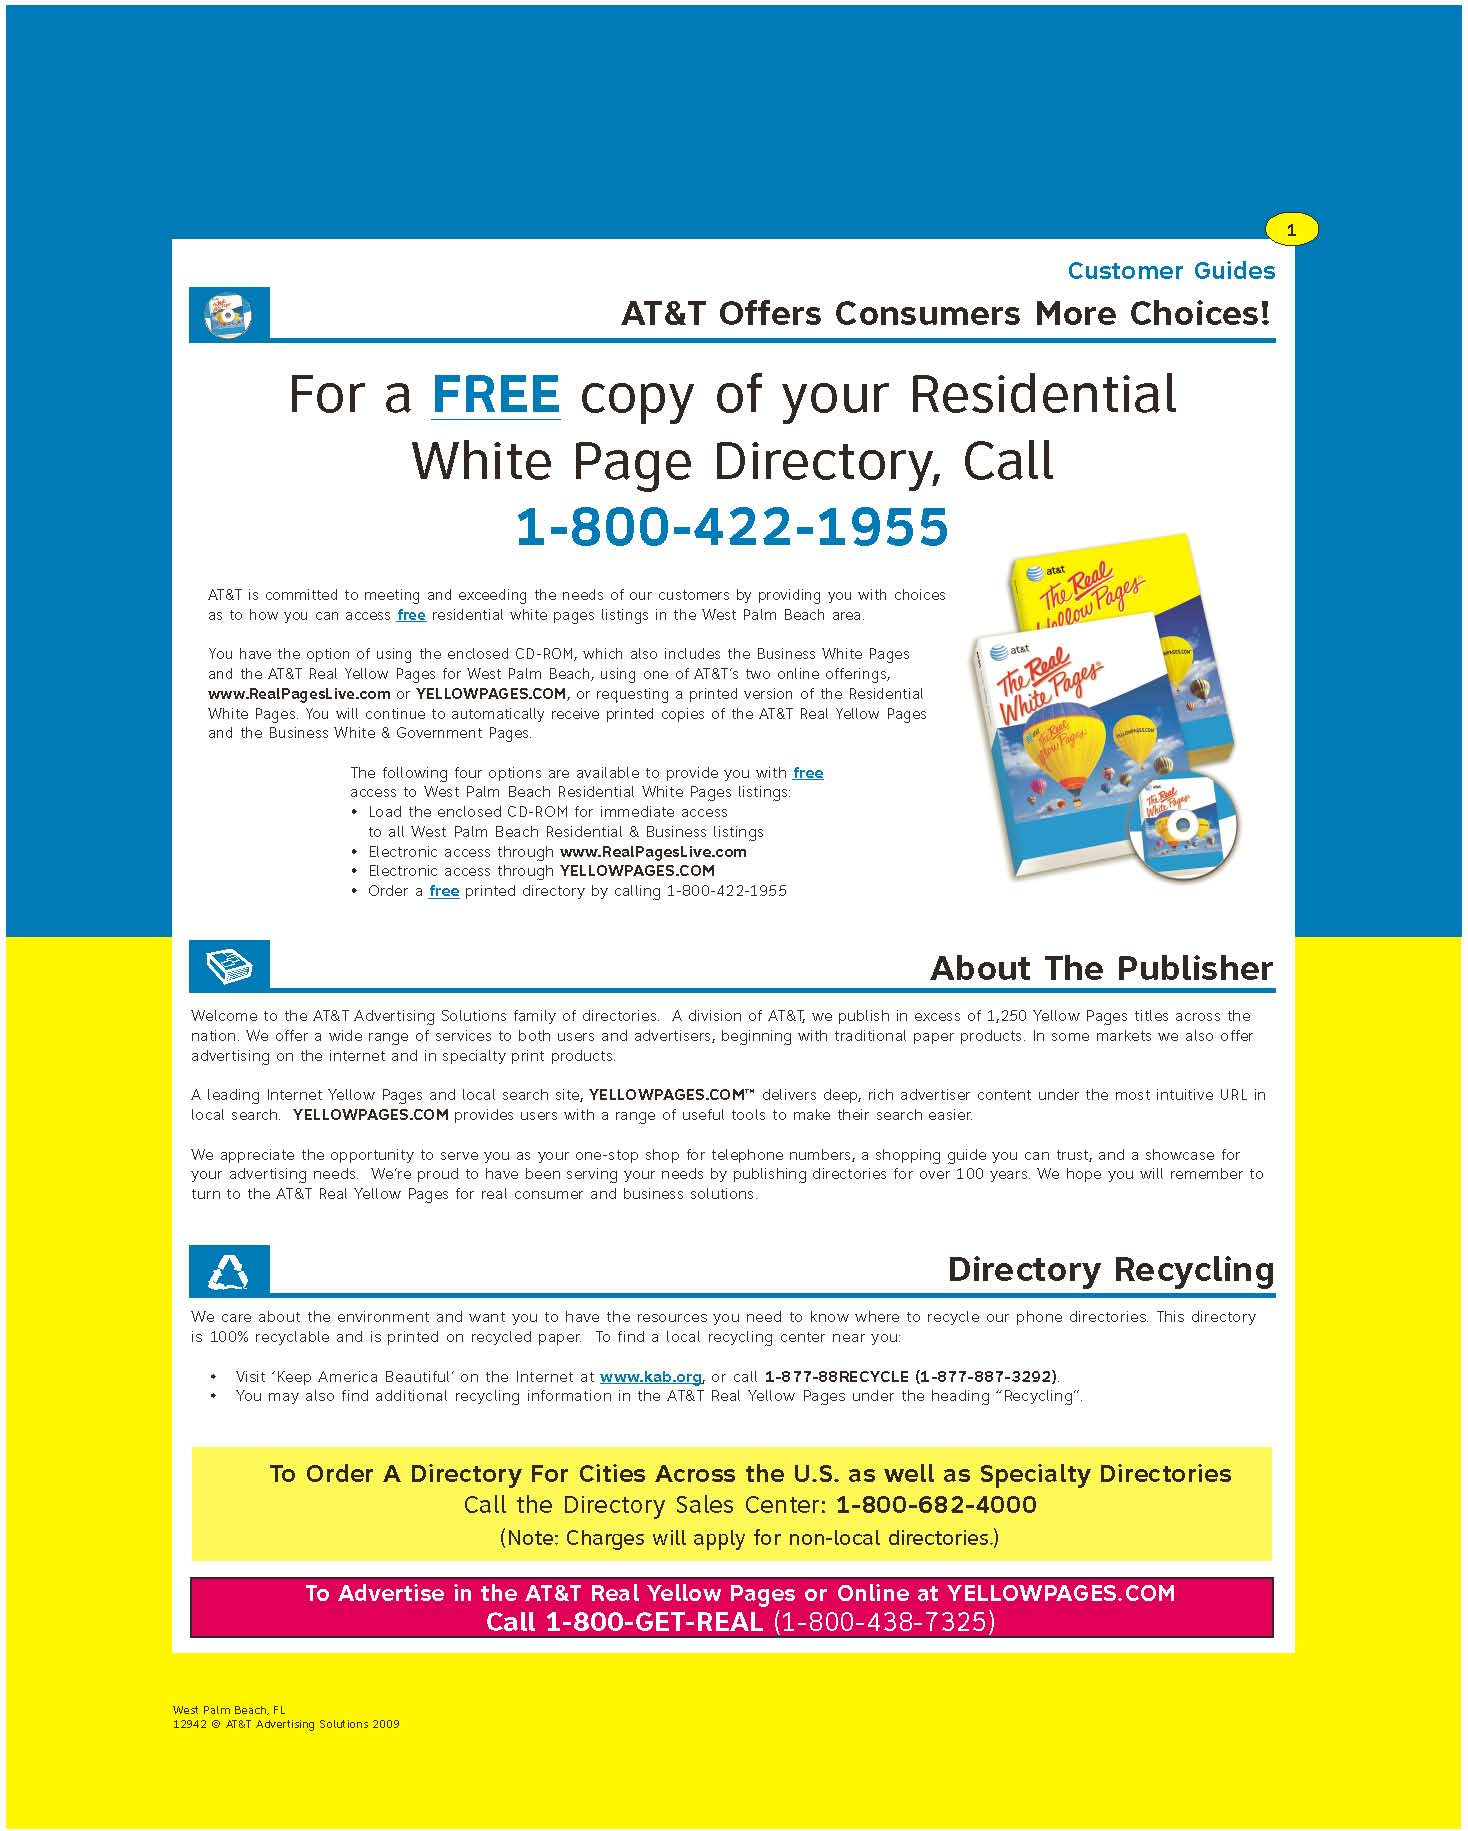 1
Customer Guides
AT&T Offers Consumers More Choices!
For a FREE copy of your Residential
White Page Directory, Call
1-800-422-1955
AT&T is committed to meeting and exceeding the needs of our customers by providing you with choices
as to how you can access free residential white pages listings in the West Palm Beach area.
You have the option of using the enclosed CD-ROM, which also includes the Business White Pages
and the AT&T Real Yellow Pages for West Palm Beach, using one of AT&T's two online offerings,
www.RealPagesLive.com or YELLOWPAGES.COM, or requesting a printed version of the Residential
White Pages. You will continue to automatically receive printed copies of the AT&T Real Yellow Pages
and the Business White & Government Pages.
The following four options are available to provide you with free
access to West Palm Beach Residential White Pages listings:
• Load the enclosed CD-ROM for immediate access
to all West Palm Beach Residential & Business listings
• Electronic access through www.RealPagesLive.com
• Electronic access through YELLOWPAGES.COM
• Order a free printed directory by calling 1-800-422-1955
at&t
The Real
Yellow Pages®
at&t
The Real
White Pages®
The Real
Yellow Pages
YELLOWPAGES.COM
The Real
White Pages
About The Publisher
Welcome to the AT&T Advertising Solutions family of directories. A division of AT&T, we publish in excess of 1,250 Yellow Pages titles across the
nation. We offer a wide range of services to both users and advertisers, beginning with traditional paper products. In some markets we also offer
advertising on the internet and in specialty print products.
A leading Internet Yellow Pages and local search site, YELLOWPAGES.COM™ delivers deep, rich advertiser content under the most intuitive URL in
local search. YELLOWPAGES.COM provides users with a range of useful tools to make their search easier.
We appreciate the opportunity to serve you as your one-stop shop for telephone numbers, a shopping guide you can trust, and a showcase for
your advertising needs. We're proud to have been serving your needs by publishing directories for over 100 years. We hope you will remember to
turn to the AT&T Real Yellow Pages for real consumer and business solutions.
Directory Recycling
We care about the environment and want you to have the resources you need to know where to recycle our phone directories. This directory
is 100% recyclable and is printed on recycled paper. To find a local recycling center near you:
• Visit 'Keep America Beautiful' on the Internet at www.kab.org, or call 1-877-88RECYCLE (1-877-887-3292).
• You may also find additional recycling information in the AT&T Real Yellow Pages under the heading "Recycling".
To Order A Directory For Cities Across the U.S. as well as Specialty Directories
Call the Directory Sales Center: 1-800-682-4000
(Note: Charges will apply for non-local directories.)
To Advertise in the AT&T Real Yellow Pages or Online at YELLOWPAGES.COM
Call 1-800-GET-REAL (1-800-438-7325)
West Palm Beach, FL
12942 © AT&T Advertising Solutions 2009